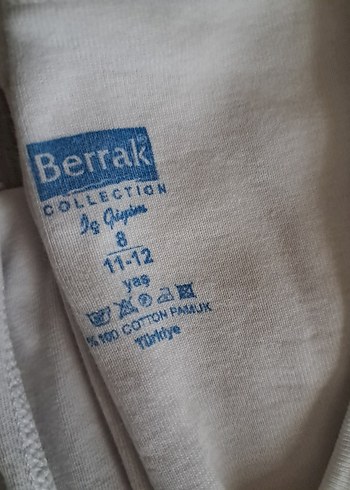 Berrak
COLLECTION
İç Giyim
8
11-12
yaş
% 100 COTTON PAMUK
Türkiye